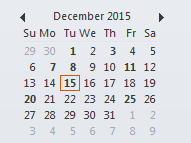 December 2015
Su Mo Tu We Th Fr Sa
29 30 1 2 3 4 5
6 7 8 9 10 11 12
13 14 15 16 17 18 19
20 21 22 23 24 25 26
27 28 29 30 31 1 2
3 4 5 6 7 8 9